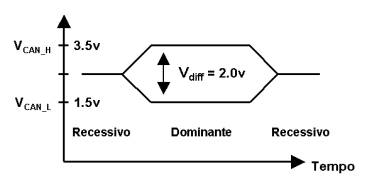 V_CAN_H 3.5v
V_diff = 2.0v
V_CAN_L 1.5v
Recessivo Dominante Recessivo
Tempo